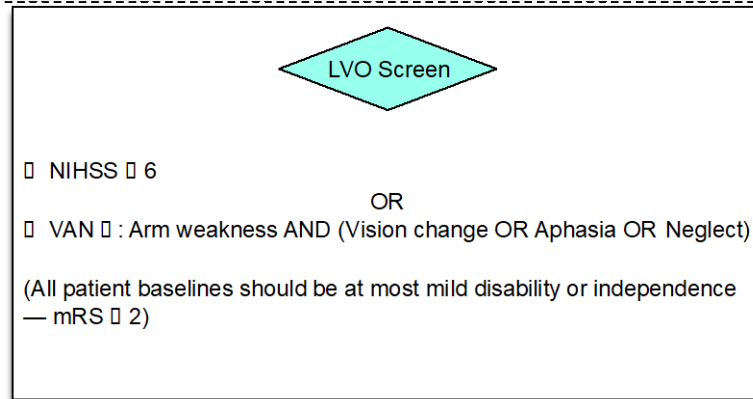 LVO Screen
▯ NIHSS ▯ 6
OR
▯ VAN ▯ : Arm weakness AND (Vision change OR Aphasia OR Neglect)
(All patient baselines should be at most mild disability or independence
— mRS ▯ 2)